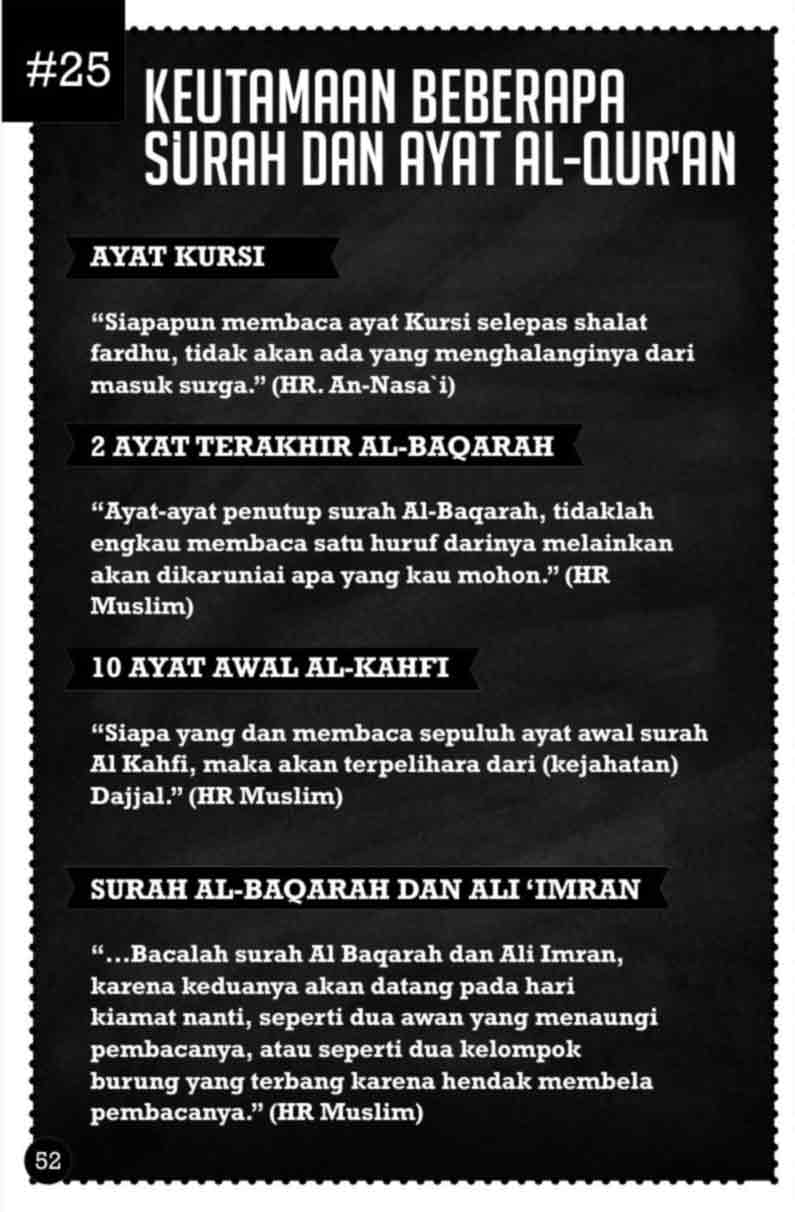 #25
KEUTAMAAN BEBERAPA
SURAH DAN AYAT AL-QUR'AN
AYAT KURSI
“Siapapun membaca ayat Kursi selepas shalat
fardhu, tidak akan ada yang menghalanginya dari
masuk surga.” (HR. An-Nasa`i)
2 AYAT TERAKHIR AL-BAQARAH
“Ayat-ayat penutup surah Al-Baqarah, tidaklah
engkau membaca satu huruf darinya melainkan
akan dikaruniai apa yang kau mohon.” (HR
Muslim)
10 AYAT AWAL AL-KAHFI
“Siapa yang dan membaca sepuluh ayat awal surah
Al Kahfi, maka akan terpelihara dari (kejahatan)
Dajjal.” (HR Muslim)
SURAH AL-BAQARAH DAN ALI ‘IMRAN
“...Bacalah surah Al Baqarah dan Ali Imran,
karena keduanya akan datang pada hari
kiamat nanti, seperti dua awan yang menaungi
pembacanya, atau seperti dua kelompok
burung yang terbang karena hendak membela
pembacanya.” (HR Muslim)
52